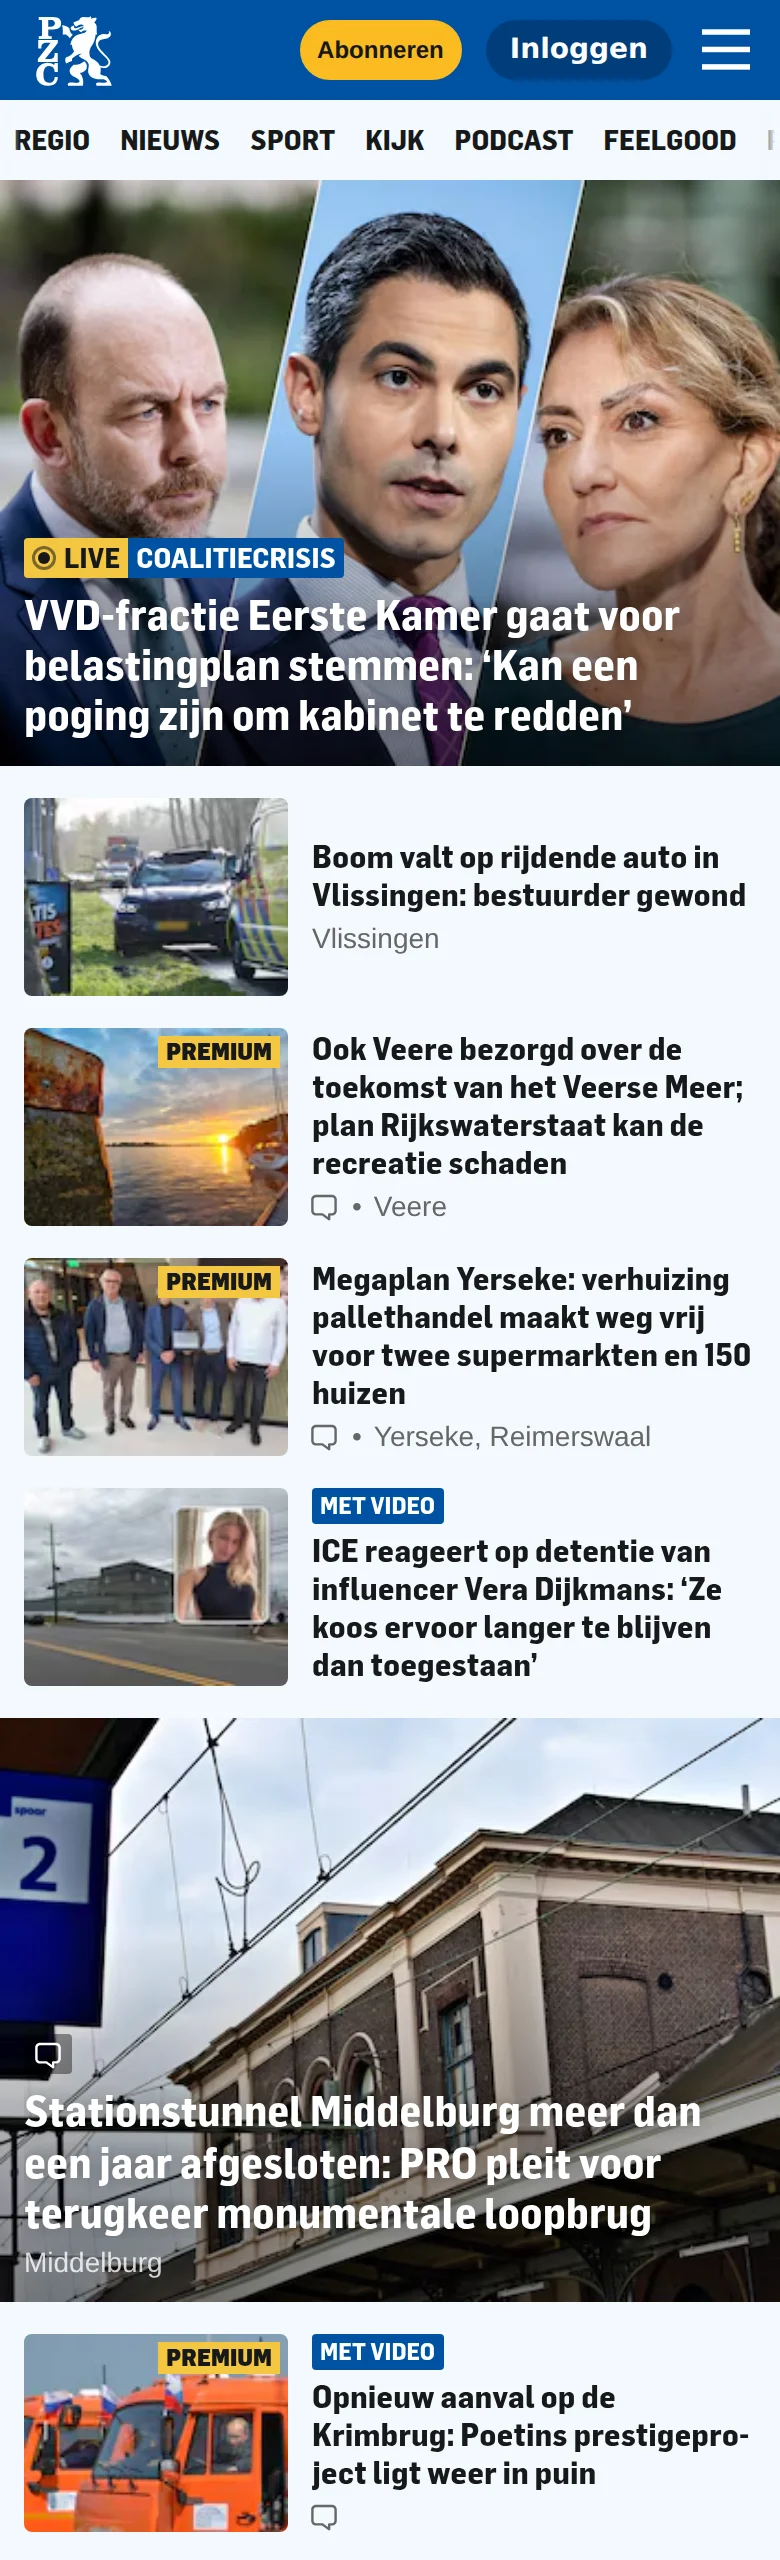 PZC
Abonneren
Inloggen
REGIO NIEUWS SPORT KIJK PODCAST FEELGOOD
LIVE COALITIECRISIS
VVD-fractie Eerste Kamer gaat voor
belastingplan stemmen: ‘Kan een
poging zijn om kabinet te redden’
Boom valt op rijdende auto in
Vlissingen: bestuurder gewond
Vlissingen
PREMIUM
Ook Veere bezorgd over de
toekomst van het Veerse Meer;
plan Rijkswaterstaat kan de
recreatie schaden
• Veere
PREMIUM
Megaplan Yerseke: verhuizing
pallethandel maakt weg vrij
voor twee supermarkten en 150
huizen
• Yerseke, Reimerswaal
MET VIDEO
ICE reageert op detentie van
influencer Vera Dijkmans: ‘Ze
koos ervoor langer te blijven
dan toegestaan’
spoor
2
Stationstunnel Middelburg meer dan
een jaar afgesloten: PRO pleit voor
terugkeer monumentale loopbrug
Middelburg
PREMIUM
MET VIDEO
Opnieuw aanval op de
Krimbrug: Poetins prestigepro-
ject ligt weer in puin